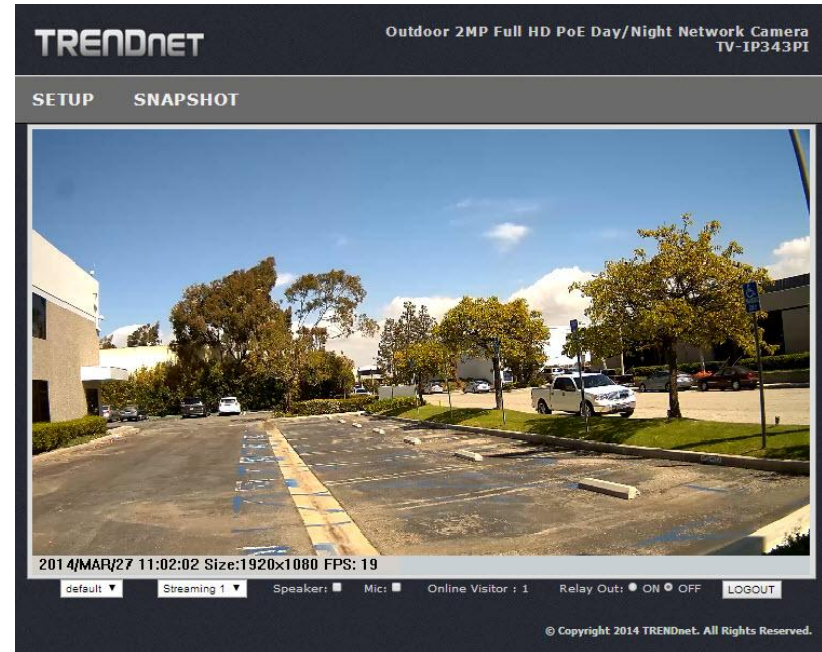 TRENDNET
Outdoor 2MP Full HD PoE Day/Night Network Camera
TV-IP343PI
SETUP SNAPSHOT
2014/MAR/27 11:02:02 Size:1920x1080 FPS: 19
default Streaming 1 Speaker: Mic: Online Visitor : 1 Relay Out: ON OFF LOGOUT
© Copyright 2014 TRENDnet. All Rights Reserved.